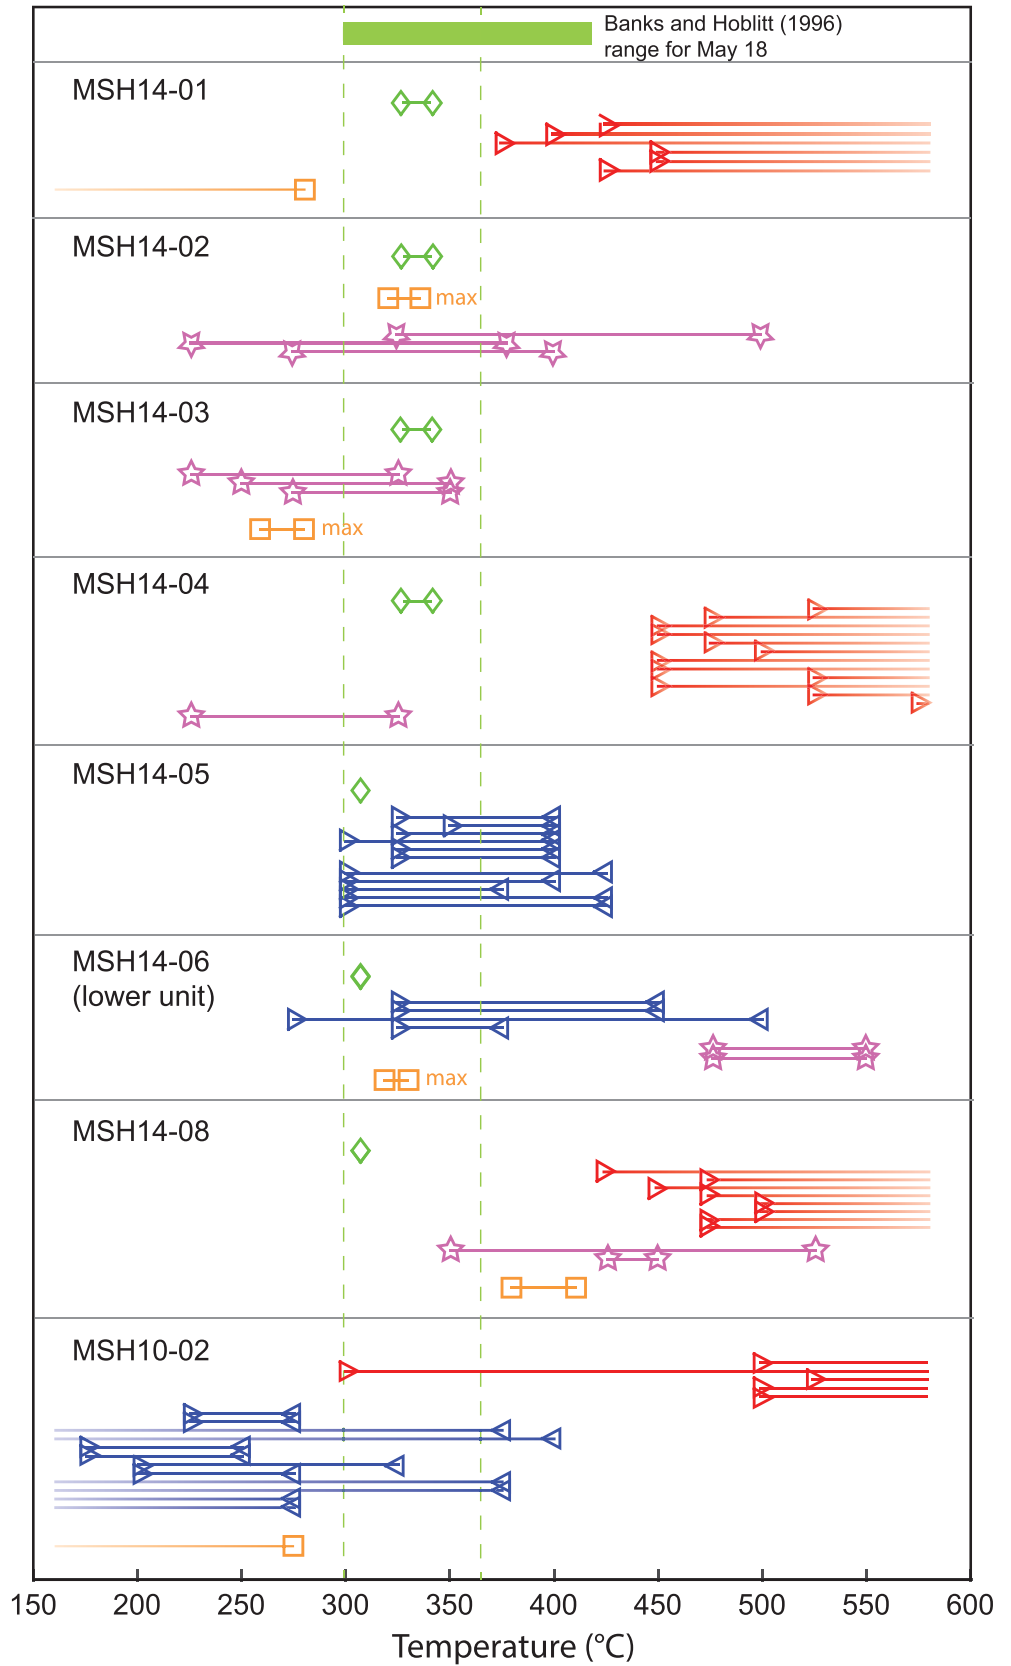 Banks and Hoblitt (1996)
range for May 18
MSH14-01
MSH14-02
max
MSH14-03
max
MSH14-04
MSH14-05
MSH14-06
(lower unit)
max
MSH14-08
MSH10-02
150 200 250 300 350 400 450 500 550 600
Temperature (°C)